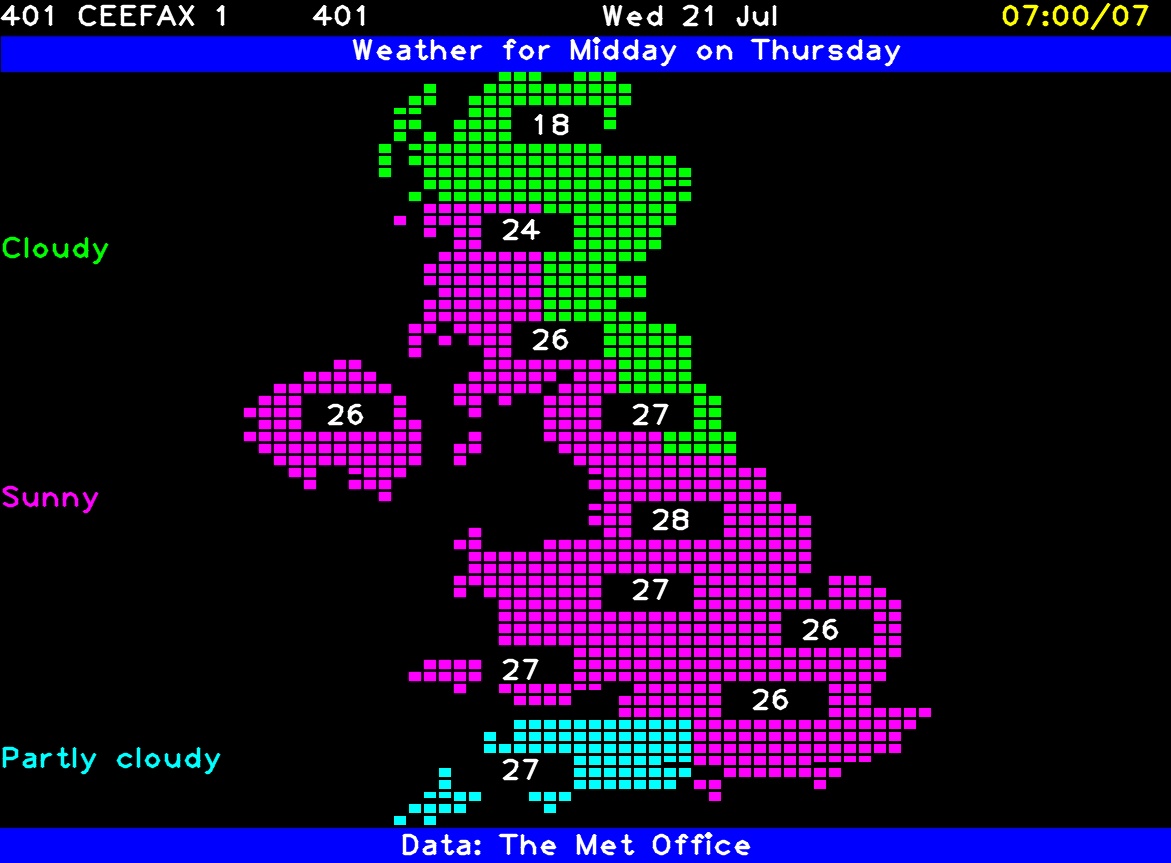 401 CEEFAX 1 401 Wed 21 Jul 07:00/07
Weather for Midday on Thursday
18
24
Cloudy
26
26
27
Sunny
28
27
26
27
26
Partly cloudy
27
Data: The Met Office